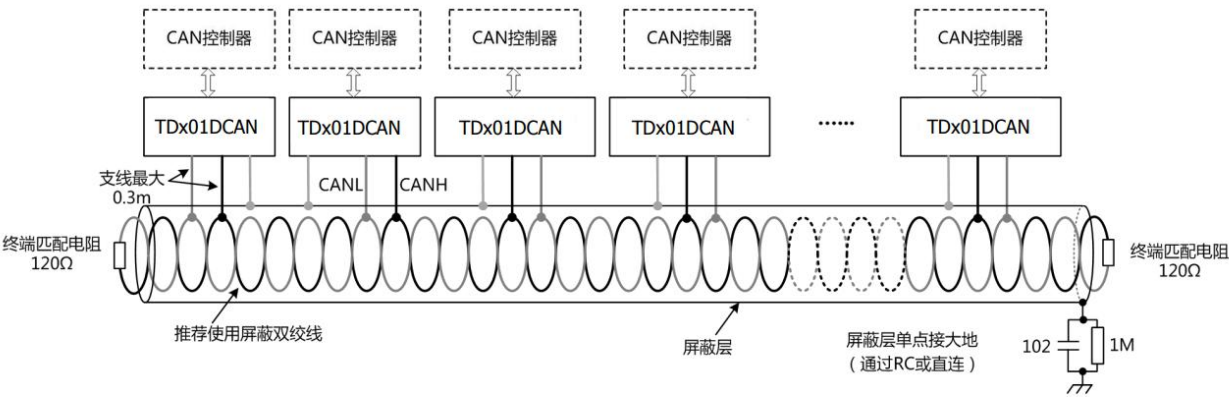 CAN控制器
CAN控制器
CAN控制器
CAN控制器
CAN控制器
TDx01DCAN
TDx01DCAN
TDx01DCAN
TDx01DCAN
......
TDx01DCAN
支线最大
0.3m
CANL
CANH
终端匹配电阻
120Ω
终端匹配电阻
120Ω
推荐使用屏蔽双绞线
屏蔽层
屏蔽层单点接大地
（通过RC或直连）
102
1M